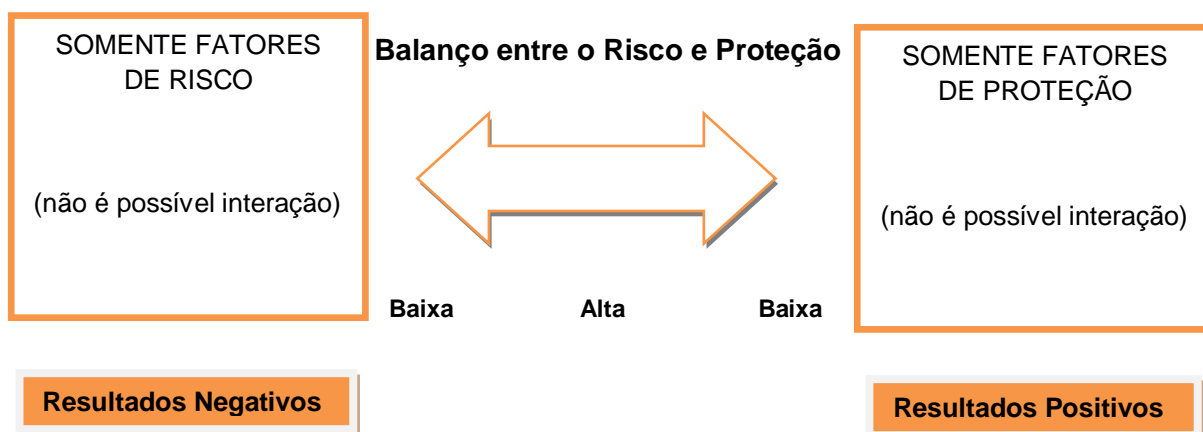 SOMENTE FATORES
DE RISCO
(não é possível interação)
Balanço entre o Risco e Proteção
Baixa Alta Baixa
SOMENTE FATORES
DE PROTEÇÃO
(não é possível interação)
Resultados Negativos
Resultados Positivos